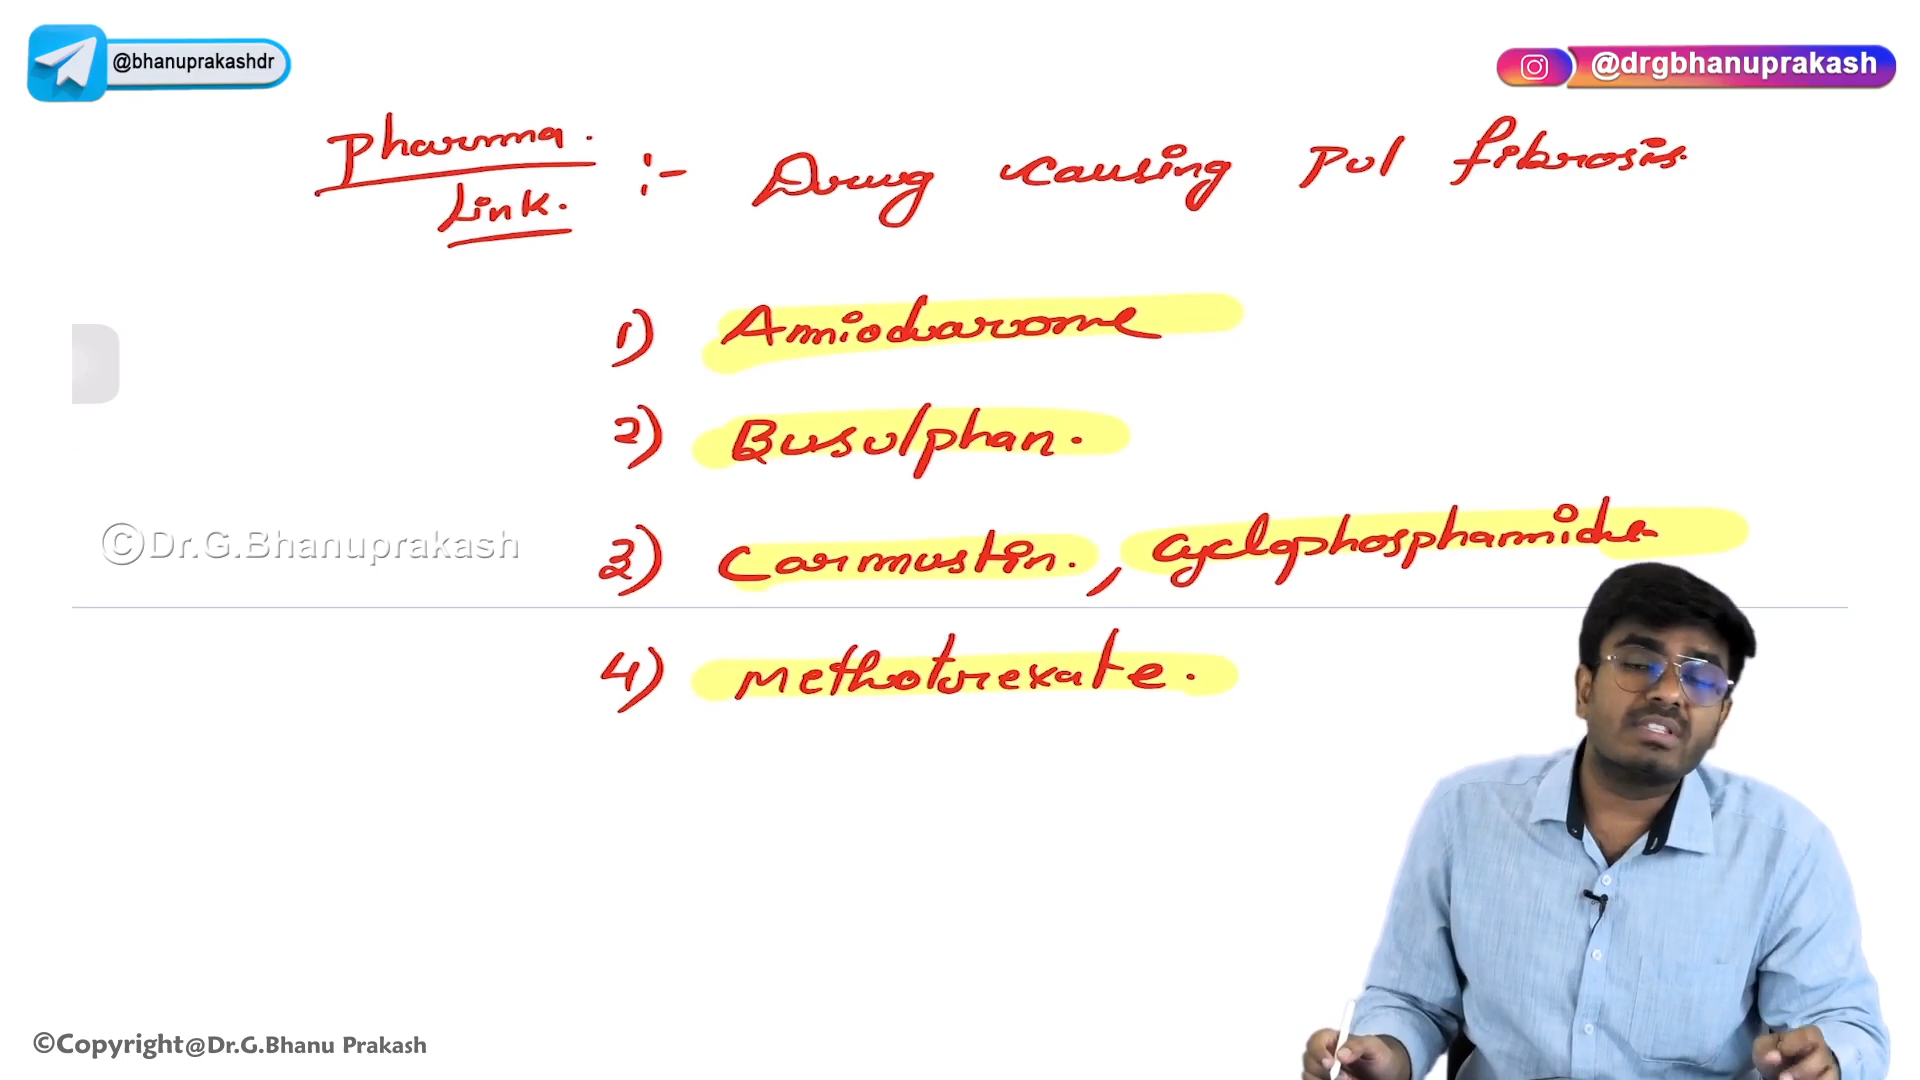 @bhanuprakashdr
@drgbhanuprakash
Pharma. :- Drug causing pul fibrosis.
Link.
1) Amiodarone
2) Busulphan.
3) Carmustin. , cyclophosphamide
©Dr.G.Bhanuprakash
4) Methotrexate.
©Copyright@Dr.G.Bhanu Prakash